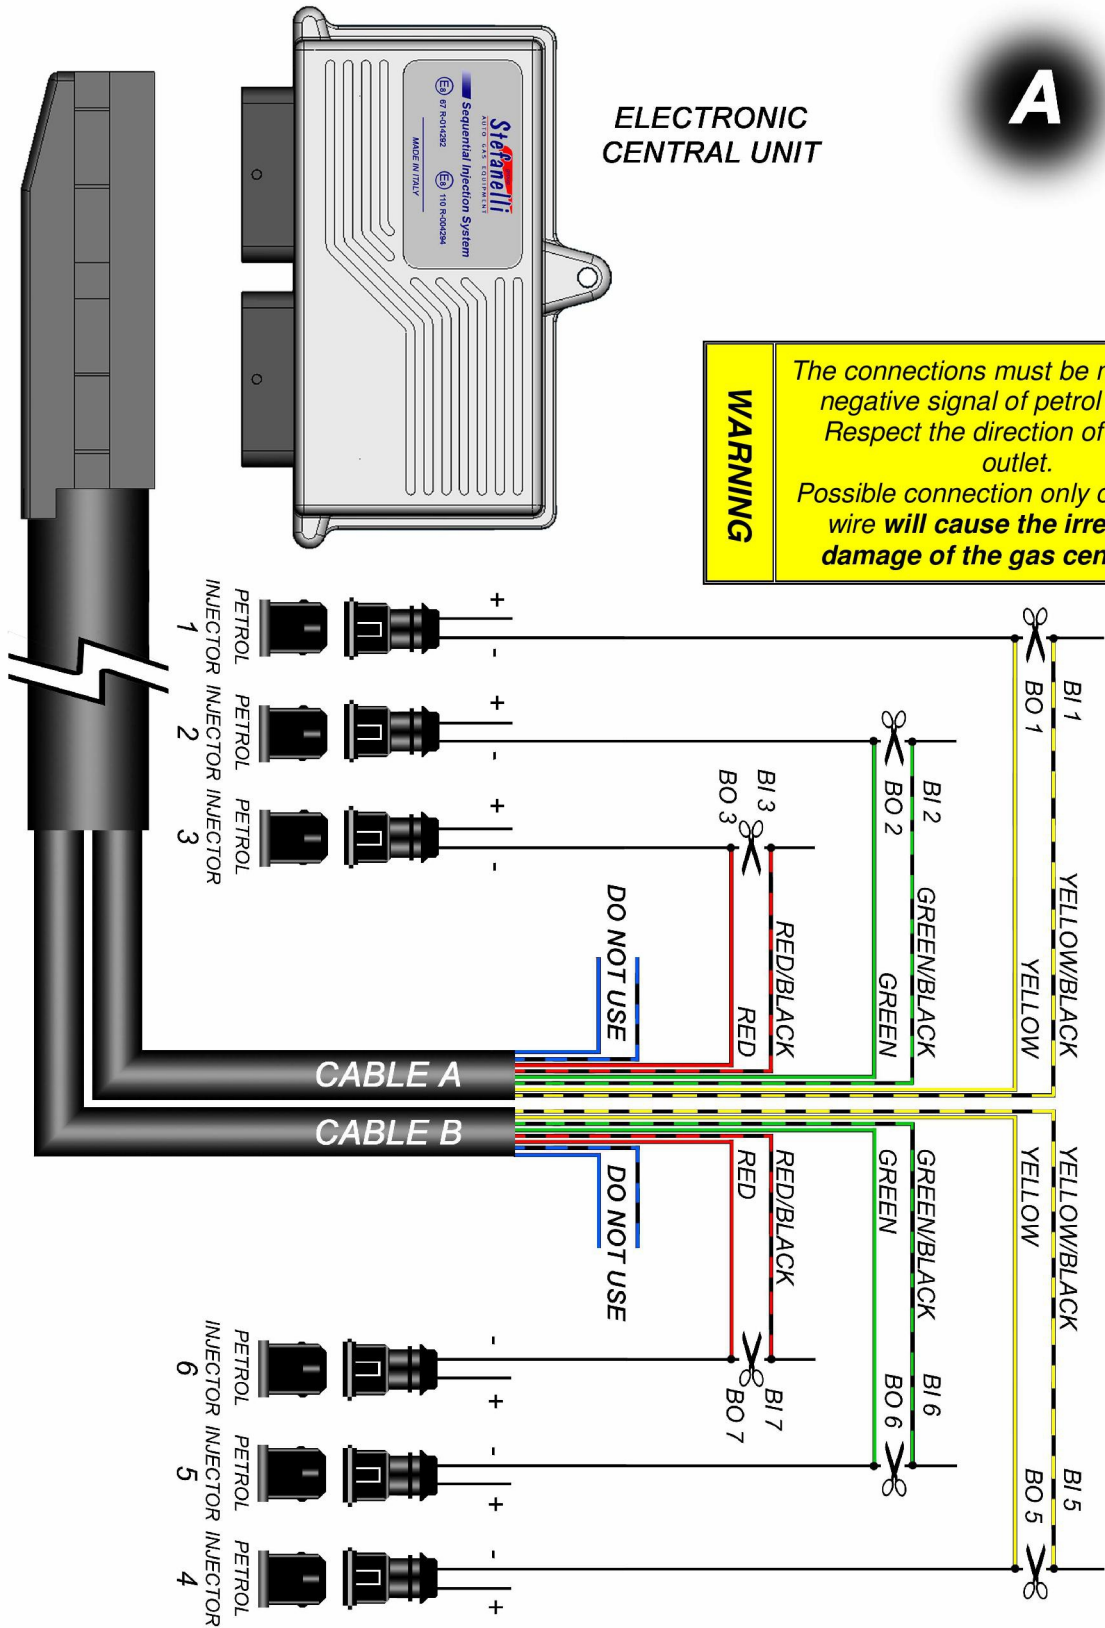 A
ELECTRONIC
CENTRAL UNIT
Stefanelli
AUTO GAS EQUIPMENT
Sequential Injection System
E8 67 R-014292
E8 110 R-004294
MADE IN ITALY
WARNING
The connections must be
negative signal of petrol
Respect the direction of
outlet.
Possible connection only
wire will cause the
damage of the gas
PETROL
INJECTOR
1
+
-
PETROL
INJECTOR
2
+
-
PETROL
INJECTOR
3
+
-
BI 1
BO 1
BI 2
BO 2
BI 3
BO 3
YELLOW/BLACK
YELLOW
GREEN/BLACK
GREEN
RED/BLACK
RED
DO NOT USE
CABLE A
CABLE B
YELLOW/BLACK
YELLOW
GREEN/BLACK
GREEN
RED/BLACK
RED
DO NOT USE
BI 5
BO 5
BI 6
BO 6
BI 7
BO 7
-
+
PETROL
INJECTOR
6
-
+
PETROL
INJECTOR
5
-
+
PETROL
INJECTOR
4